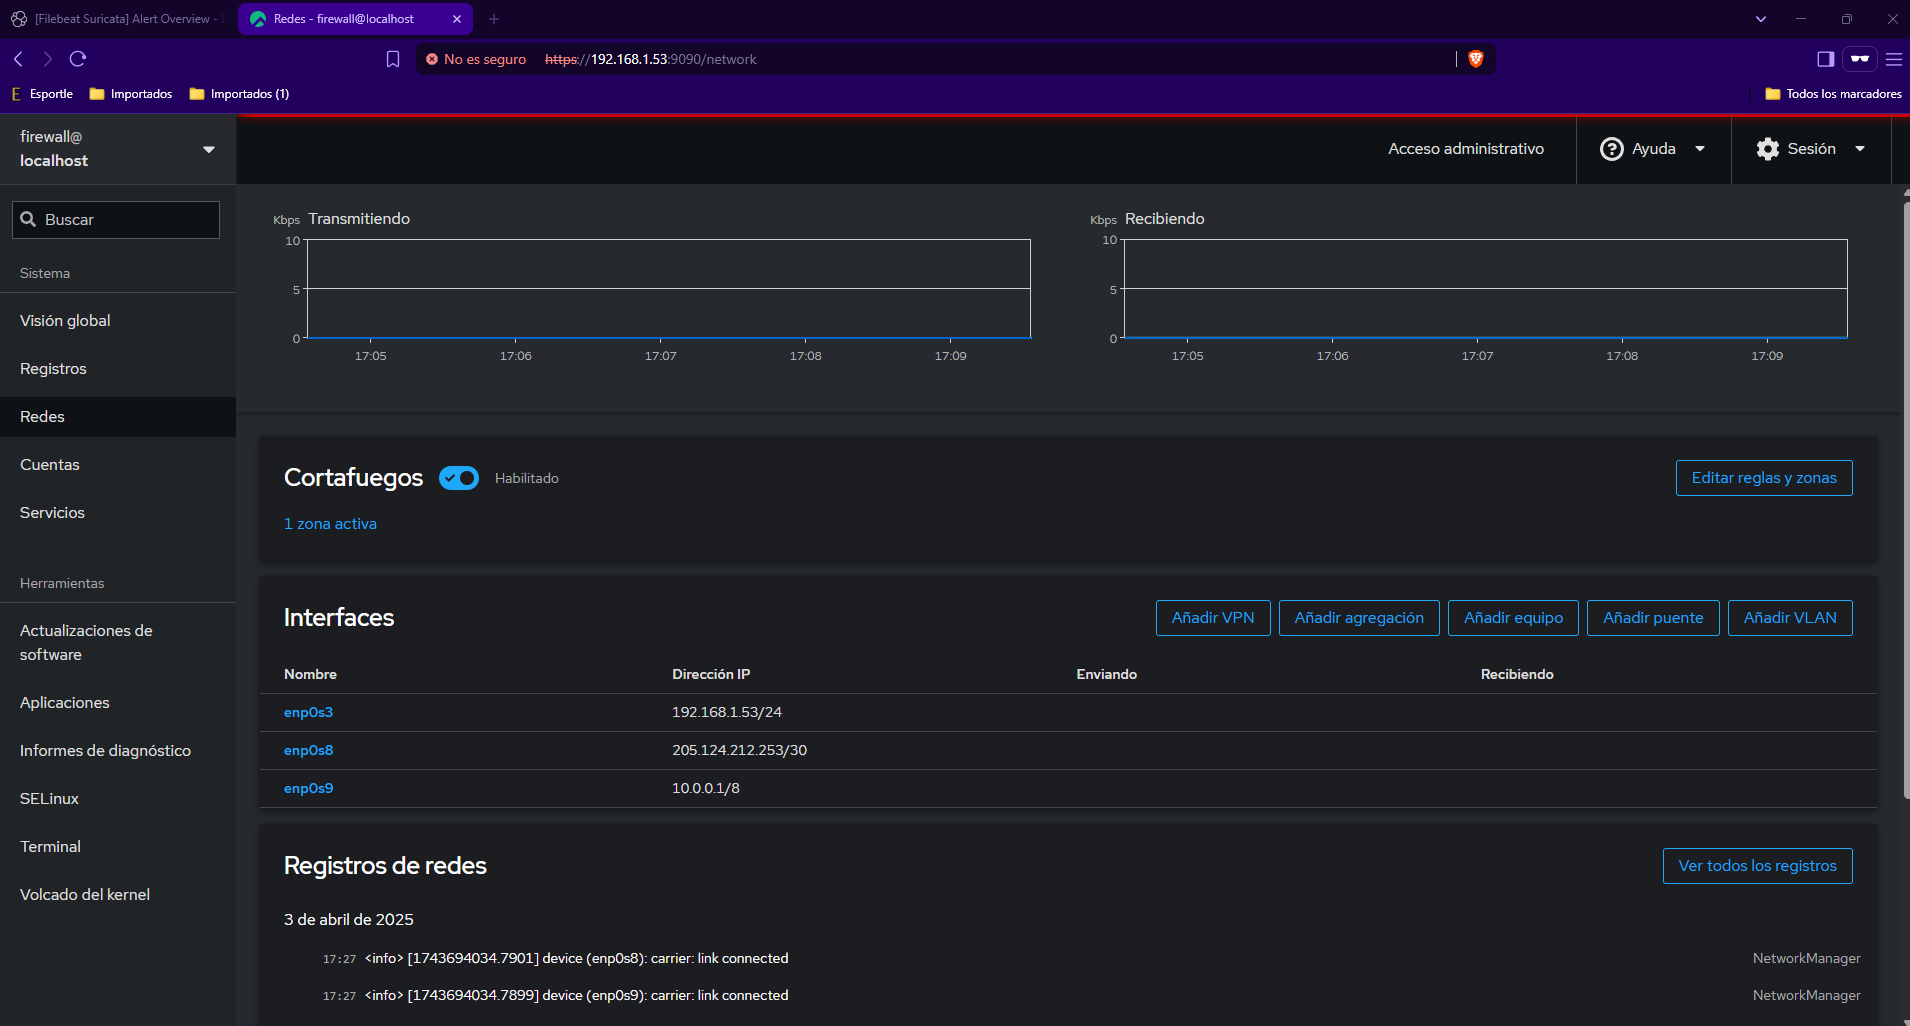 [Filebeat Suricata] Alert Overview -
Redes - firewall@localhost
No es seguro https://192.168.1.53:9090/network
Esportle Importados Importados (1) Todos los marcadores
firewall@
localhost
Acceso administrativo Ayuda Sesión
Buscar
Sistema
Visión global
Registros
Redes
Cuentas
Servicios
Herramientas
Actualizaciones de
software
Aplicaciones
Informes de diagnóstico
SELinux
Terminal
Volcado del kernel
Kbps Transmitiendo
10
5
0
17:05 17:06 17:07 17:08 17:09
Kbps Recibiendo
10
5
0
17:05 17:06 17:07 17:08 17:09
Cortafuegos Habilitado Editar reglas y zonas
1 zona activa
Interfaces Añadir VPN Añadir agregación Añadir equipo Añadir puente Añadir VLAN
Nombre Dirección IP Enviando Recibiendo
enp0s3 192.168.1.53/24
enp0s8 205.124.212.253/30
enp0s9 10.0.0.1/8
Registros de redes Ver todos los registros
3 de abril de 2025
17:27 <info> [1743694034.7901] device (enp0s8): carrier: link connected NetworkManager
17:27 <info> [1743694034.7899] device (enp0s9): carrier: link connected NetworkManager